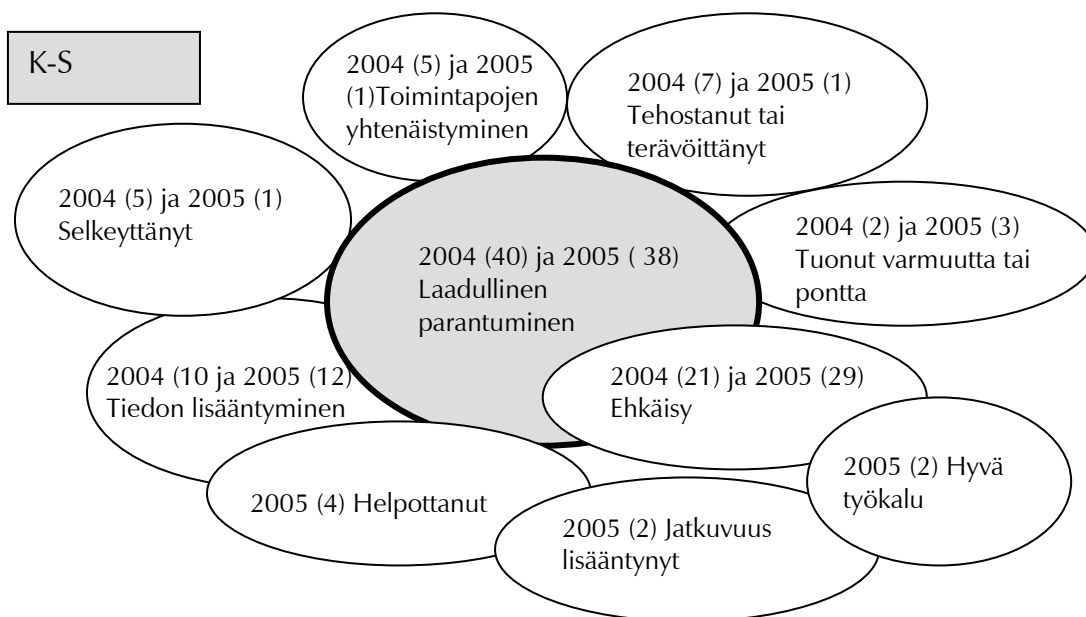 K-S
2004 (5) ja 2005
(1)Toimintapojen
yhtenäistyminen
2004 (7) ja 2005 (1)
Tehostanut tai
terävöittänyt
2004 (5) ja 2005 (1)
Selkeyttänyt
2004 (2) ja 2005 (3)
Tuonut varmuutta tai
pontta
2004 (40) ja 2005 ( 38)
Laadullinen
parantuminen
2004 (10 ja 2005 (12)
Tiedon lisääntyminen
2004 (21) ja 2005 (29)
Ehkäisy
2005 (2) Hyvä
työkalu
2005 (4) Helpottanut
2005 (2) Jatkuvuus
lisääntynyt